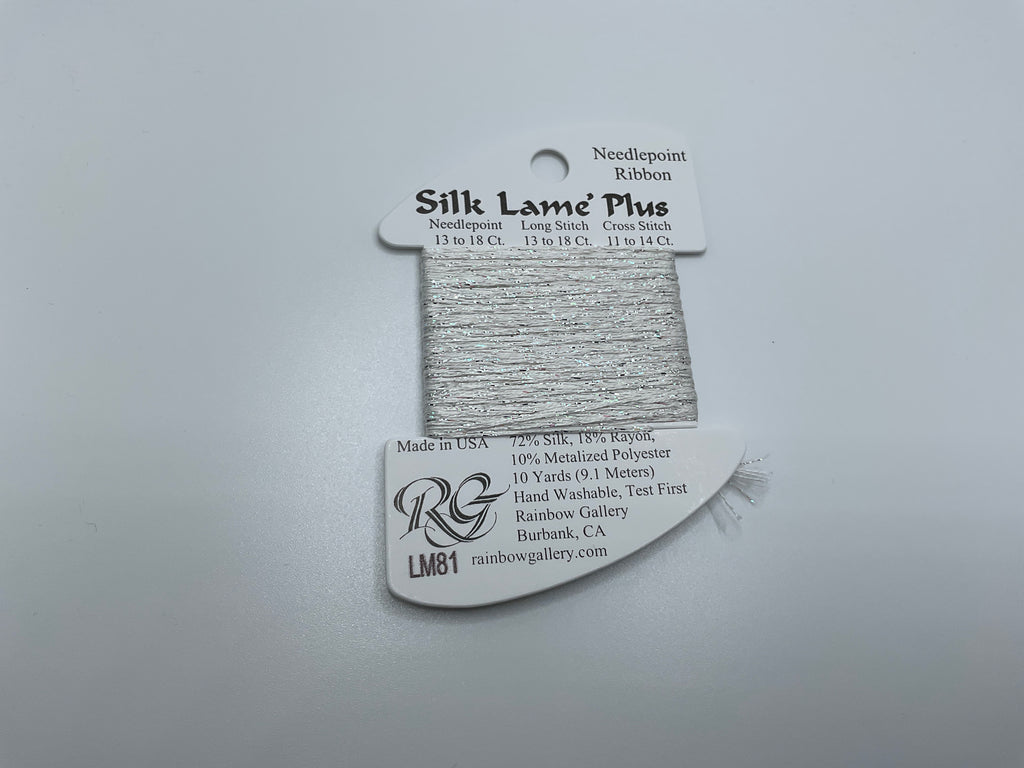 Needlepoint
Ribbon
Silk Lamé Plus
Needlepoint Long Stitch Cross Stitch
13 to 18 Ct. 13 to 18 Ct. 11 to 14 Ct.
Made in USA 72% Silk, 18% Rayon,
10% Metalized Polyester
10 Yards (9.1 Meters)
Hand Washable, Test First
RG Rainbow Gallery
Burbank, CA
LM81 rainbowgallery.com